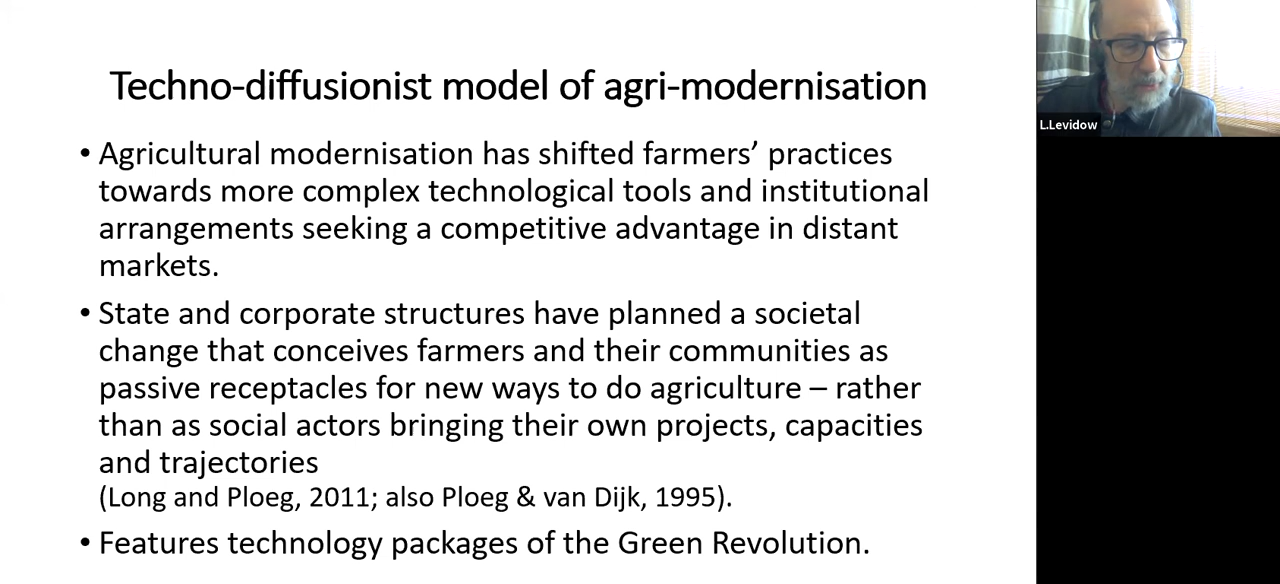 Techno-diffusionist model of agri-modernisation
• Agricultural modernisation has shifted farmers’ practices
towards more complex technological tools and institutional
arrangements seeking a competitive advantage in distant
markets.
• State and corporate structures have planned a societal
change that conceives farmers and their communities as
passive receptacles for new ways to do agriculture – rather
than as social actors bringing their own projects, capacities
and trajectories
(Long and Ploeg, 2011; also Ploeg & van Dijk, 1995).
• Features technology packages of the Green Revolution.
L.Levidow